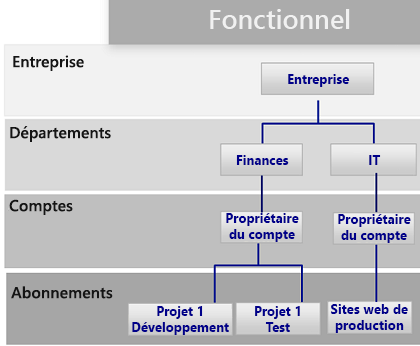 Fonctionnel
Entreprise
Entreprise
Départements
Finances
IT
Comptes
Propriétaire
du compte
Propriétaire
du compte
Abonnements
Projet 1
Développement
Projet 1
Test
Sites web de
production